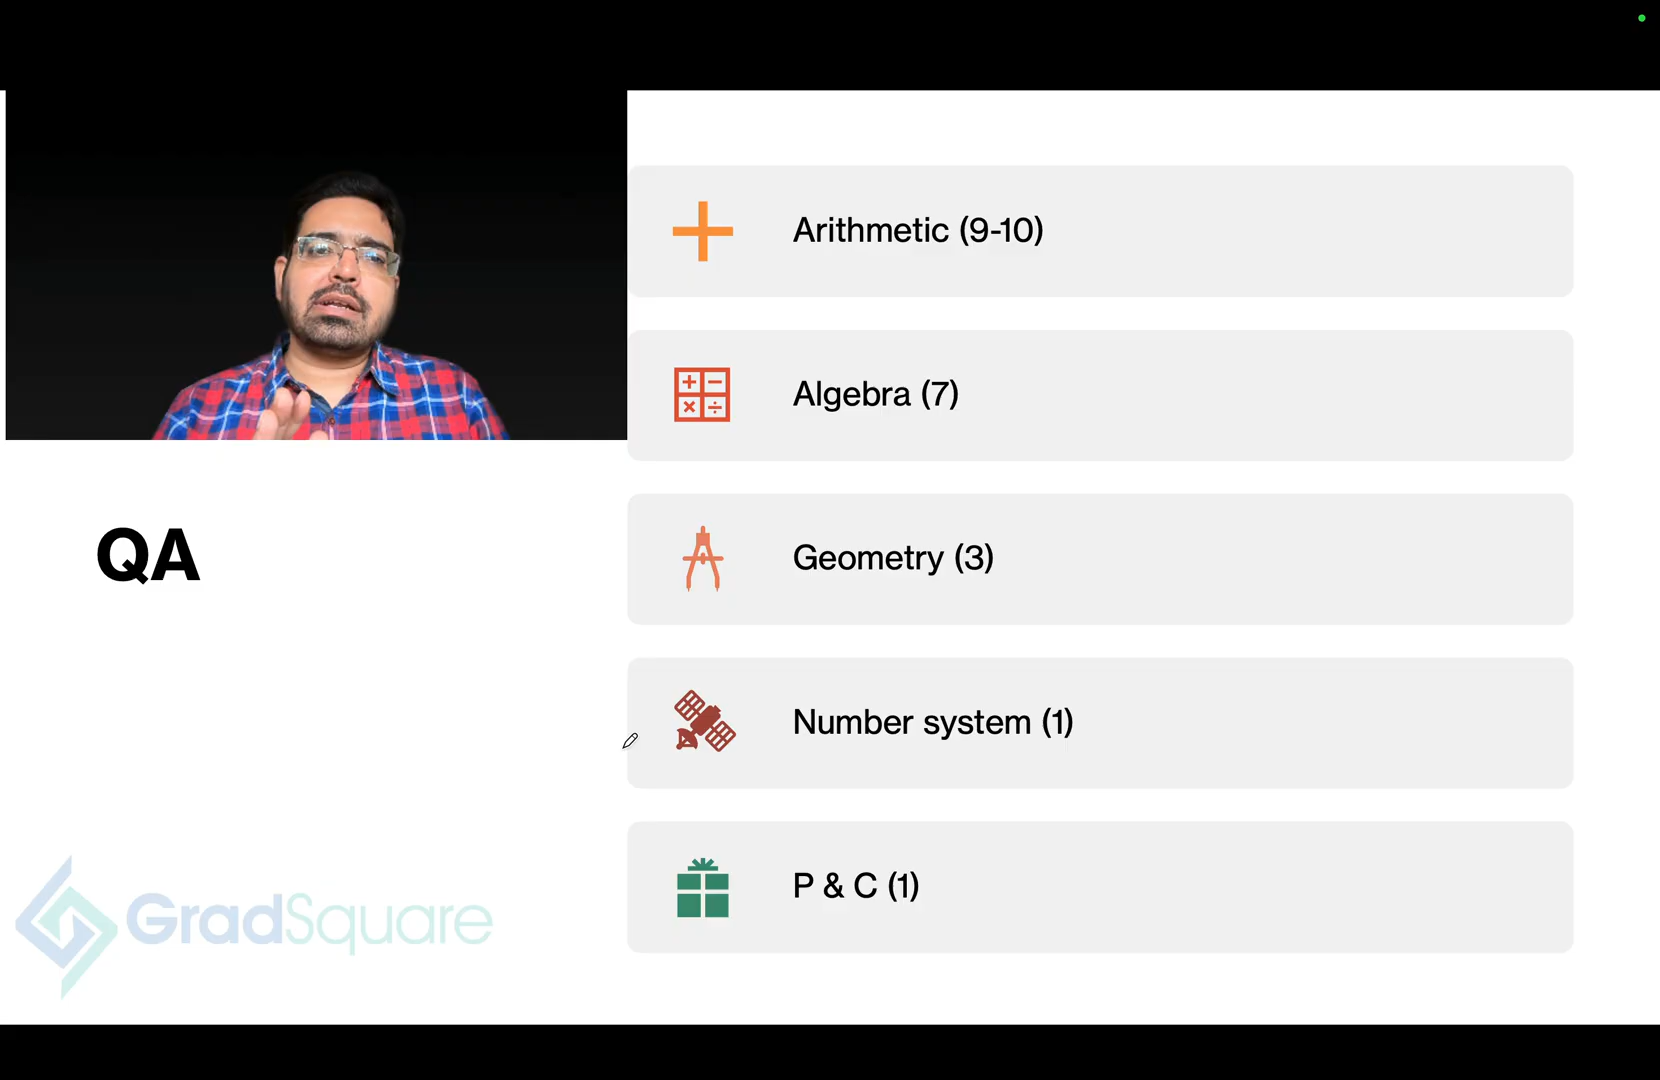 Arithmetic (9-10)
Algebra (7)
QA
Geometry (3)
Number system (1)
P & C (1)
GradSquare